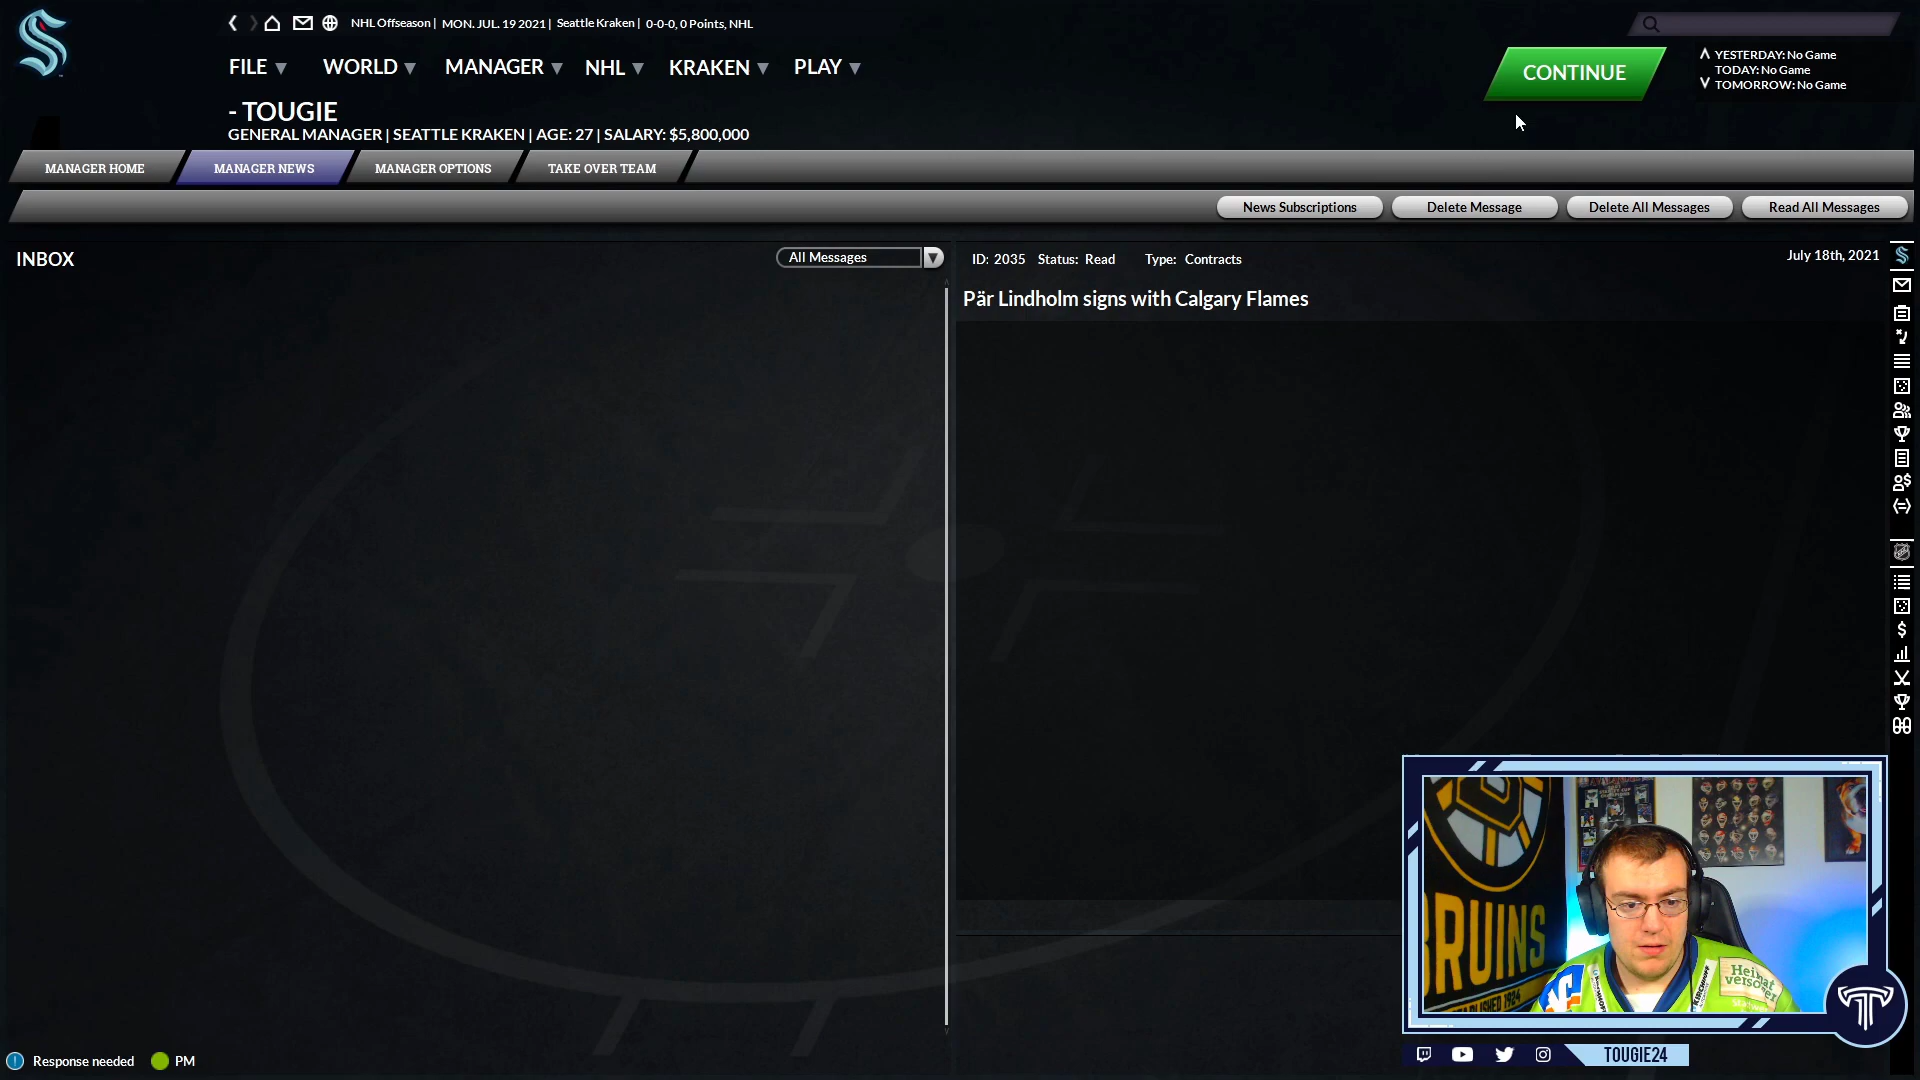 NHL Offseason | MON. JUL. 19 2021 | Seattle Kraken | 0-0-0, 0 Points, NHL
FILE WORLD MANAGER NHL KRAKEN PLAY
CONTINUE
YESTERDAY: No Game
TODAY: No Game
TOMORROW: No Game
- TOUGIE
GENERAL MANAGER | SEATTLE KRAKEN | AGE: 27 | SALARY: $5,800,000
MANAGER HOME MANAGER NEWS MANAGER OPTIONS TAKE OVER TEAM
News Subscriptions Delete Message Delete All Messages Read All Messages
INBOX
All Messages
ID: 2035 Status: Read Type: Contracts
July 18th, 2021
Pär Lindholm signs with Calgary Flames
BRUINS
Heimat
versorger
TOUGIE24
Response needed PM